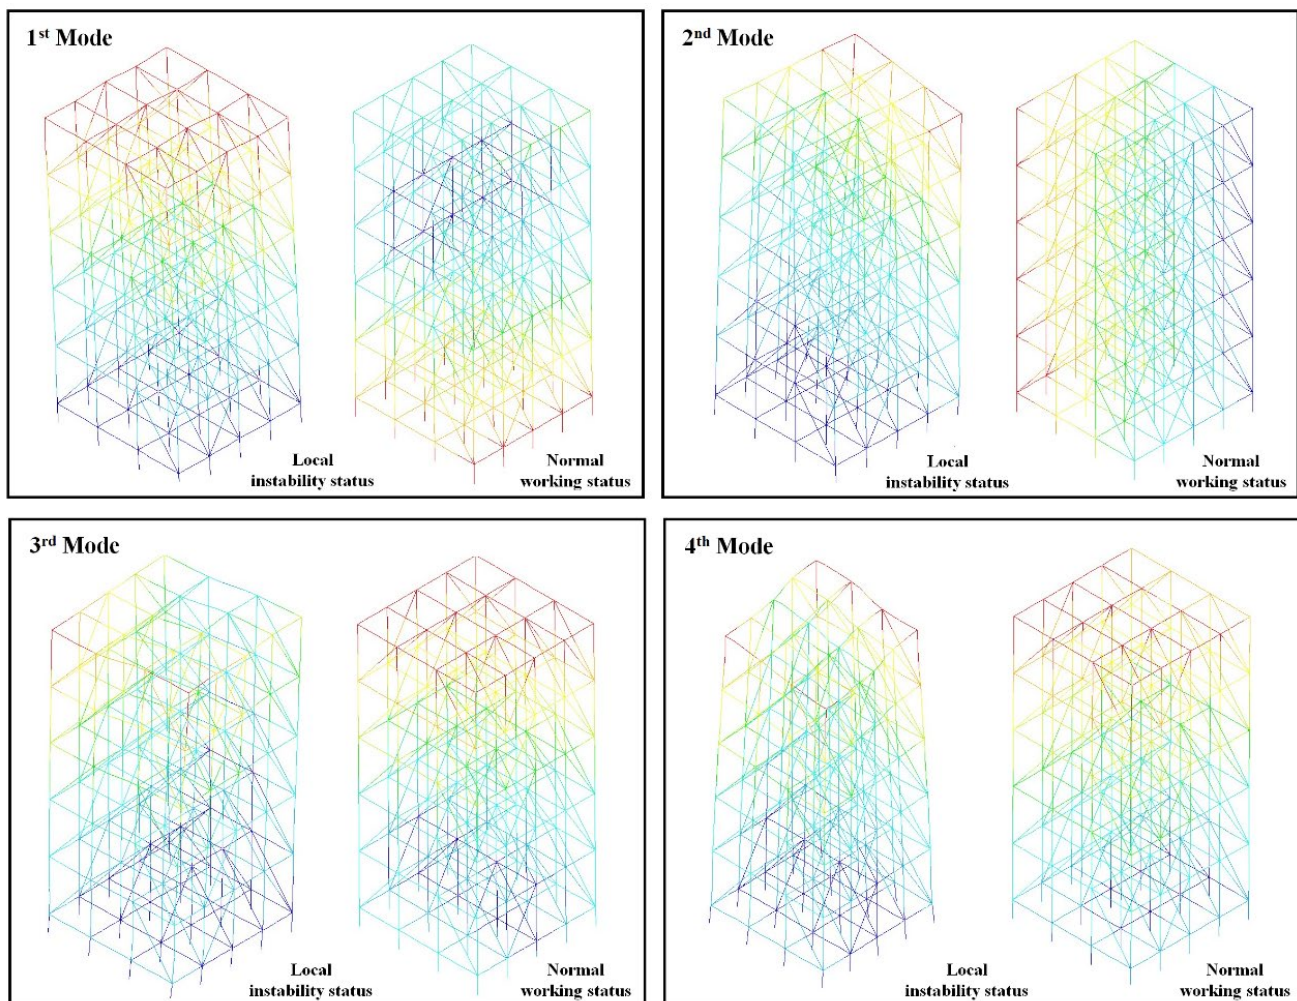 1st Mode
Local
instability status
Normal
working status
2nd Mode
Local
instability status
Normal
working status
3rd Mode
Local
instability status
Normal
working status
4th Mode
Local
instability status
Normal
working status